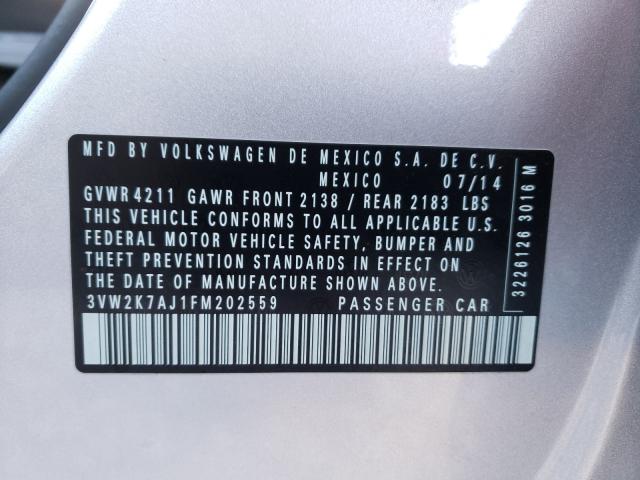 MFD BY VOLKSWAGEN DE MEXICO S.A. DE C.V.
MEXICO 07/14
GVWR 4211 GAWR FRONT 2138 / REAR 2183 LBS
THIS VEHICLE CONFORMS TO ALL APPLICABLE U.S.
FEDERAL MOTOR VEHICLE SAFETY, BUMPER AND
THEFT PREVENTION STANDARDS IN EFFECT ON
THE DATE OF MANUFACTURE SHOWN ABOVE.
3VW2K7AJ1FM202559 PASSENGER CAR
3226126 3016 M